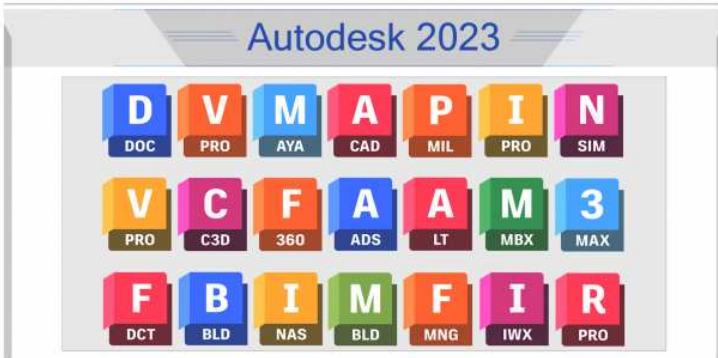 Autodesk 2023
D V M A P I N
DOC PRO AYA CAD MIL PRO SIM
V C F A A M 3
PRO C3D 360 ADS LT MBX MAX
F B I M F I R
DCT BLD NAS BLD MNG IWX PRO